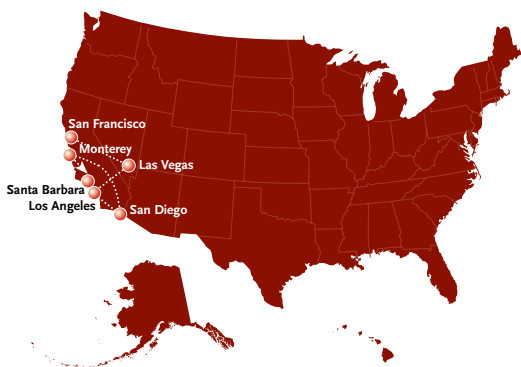 San Francisco
Monterey
Las Vegas
Santa Barbara
Los Angeles
San Diego